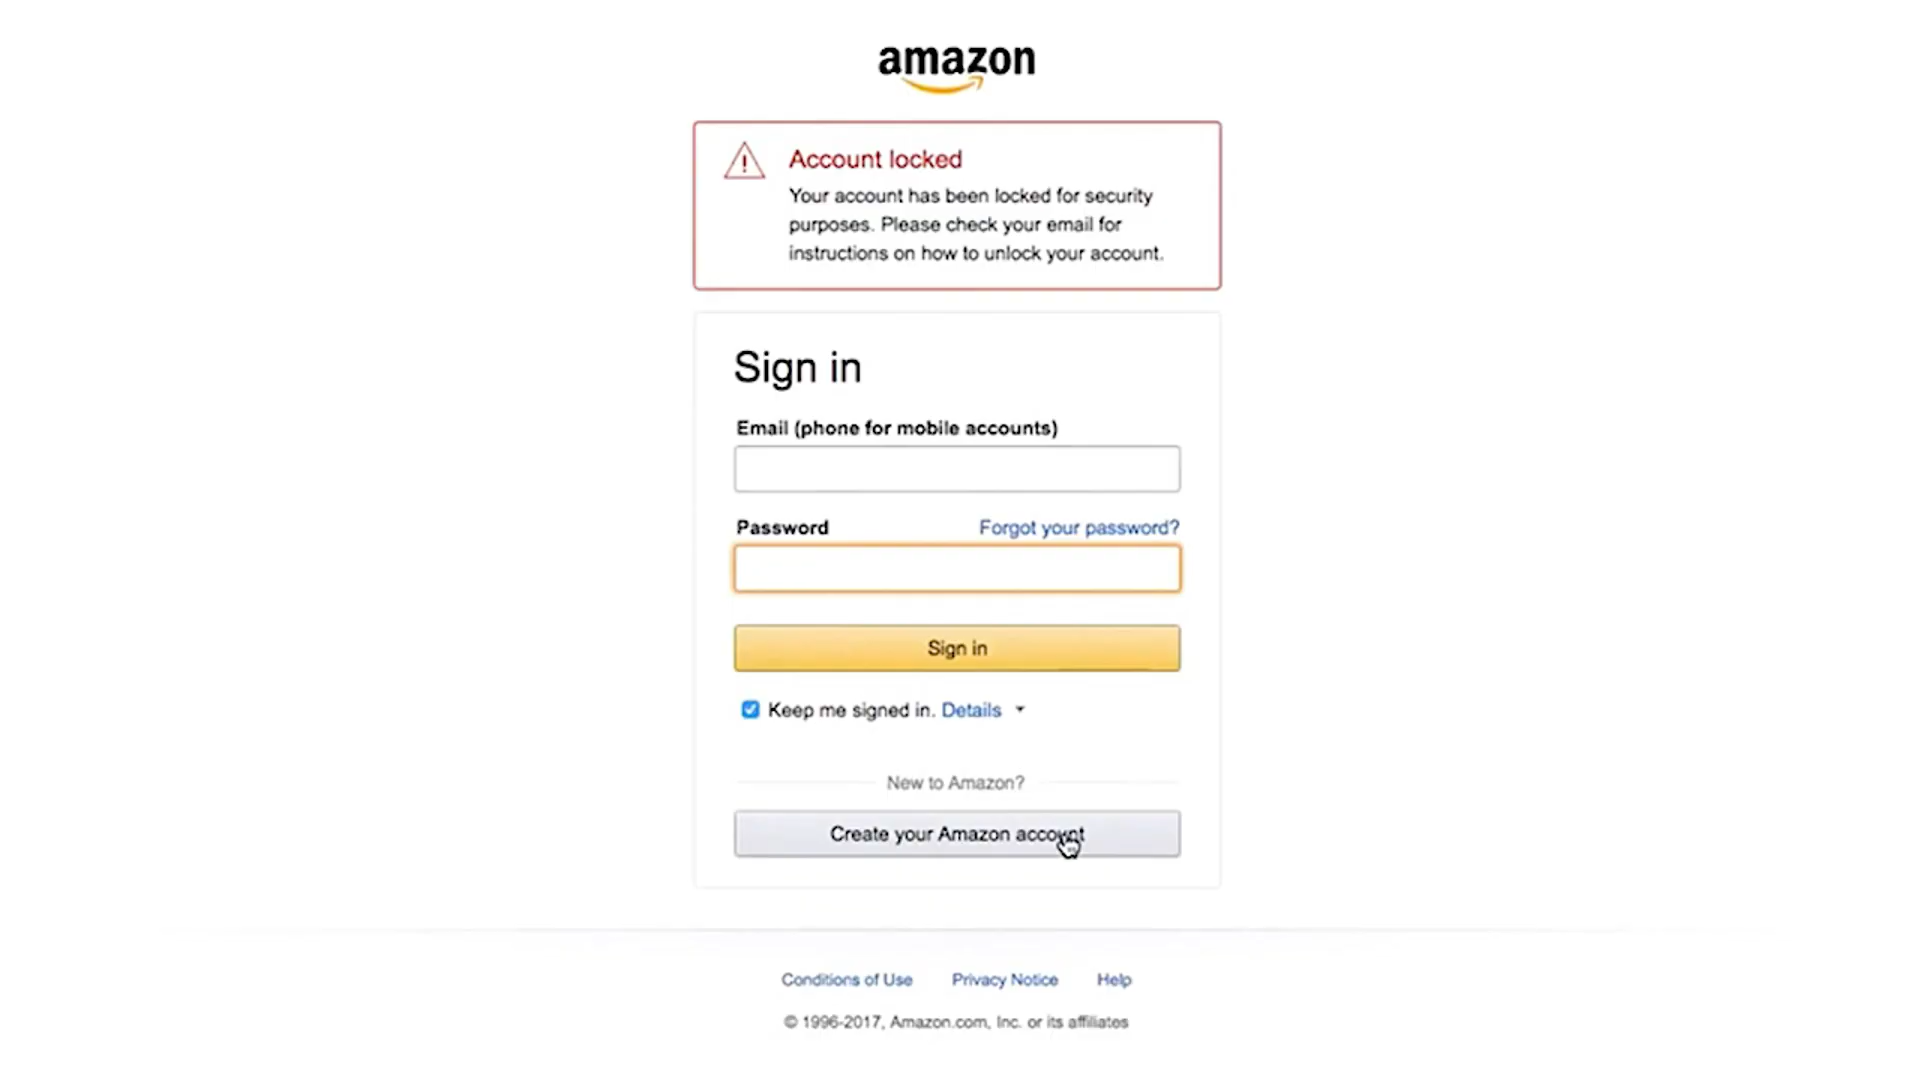 amazon
Account locked
Your account has been locked for security
purposes. Please check your email for
instructions on how to unlock your account.
Sign in
Email (phone for mobile accounts)
Password Forgot your password?
Sign in
Keep me signed in. Details
New to Amazon?
Create your Amazon account
Conditions of Use Privacy Notice Help
© 1996-2017, Amazon.com, Inc. or its affiliates